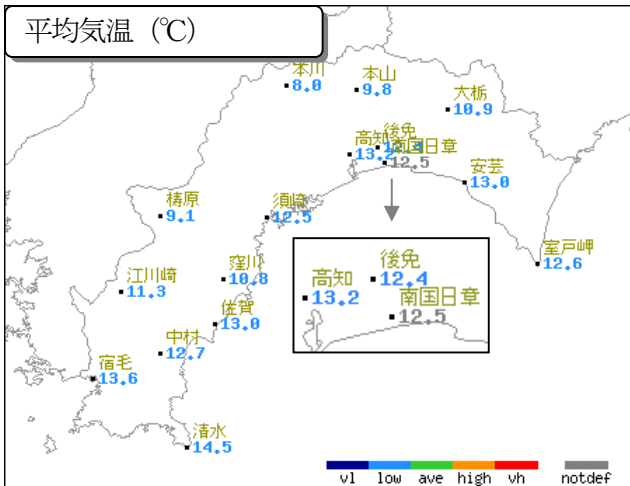 平均気温（℃）
本川
8.0
本山
9.8
大栃
10.9
高知
13.2
後免
南国日章
12.5
安芸
13.0
梼原
9.1
須崎
12.5
室戸岬
12.6
江川崎
11.3
窪川
10.8
佐賀
13.0
中村
12.7
宿毛
13.6
清水
14.5
高知
13.2
後免
12.4
南国日章
12.5
vl low ave high vh notdef